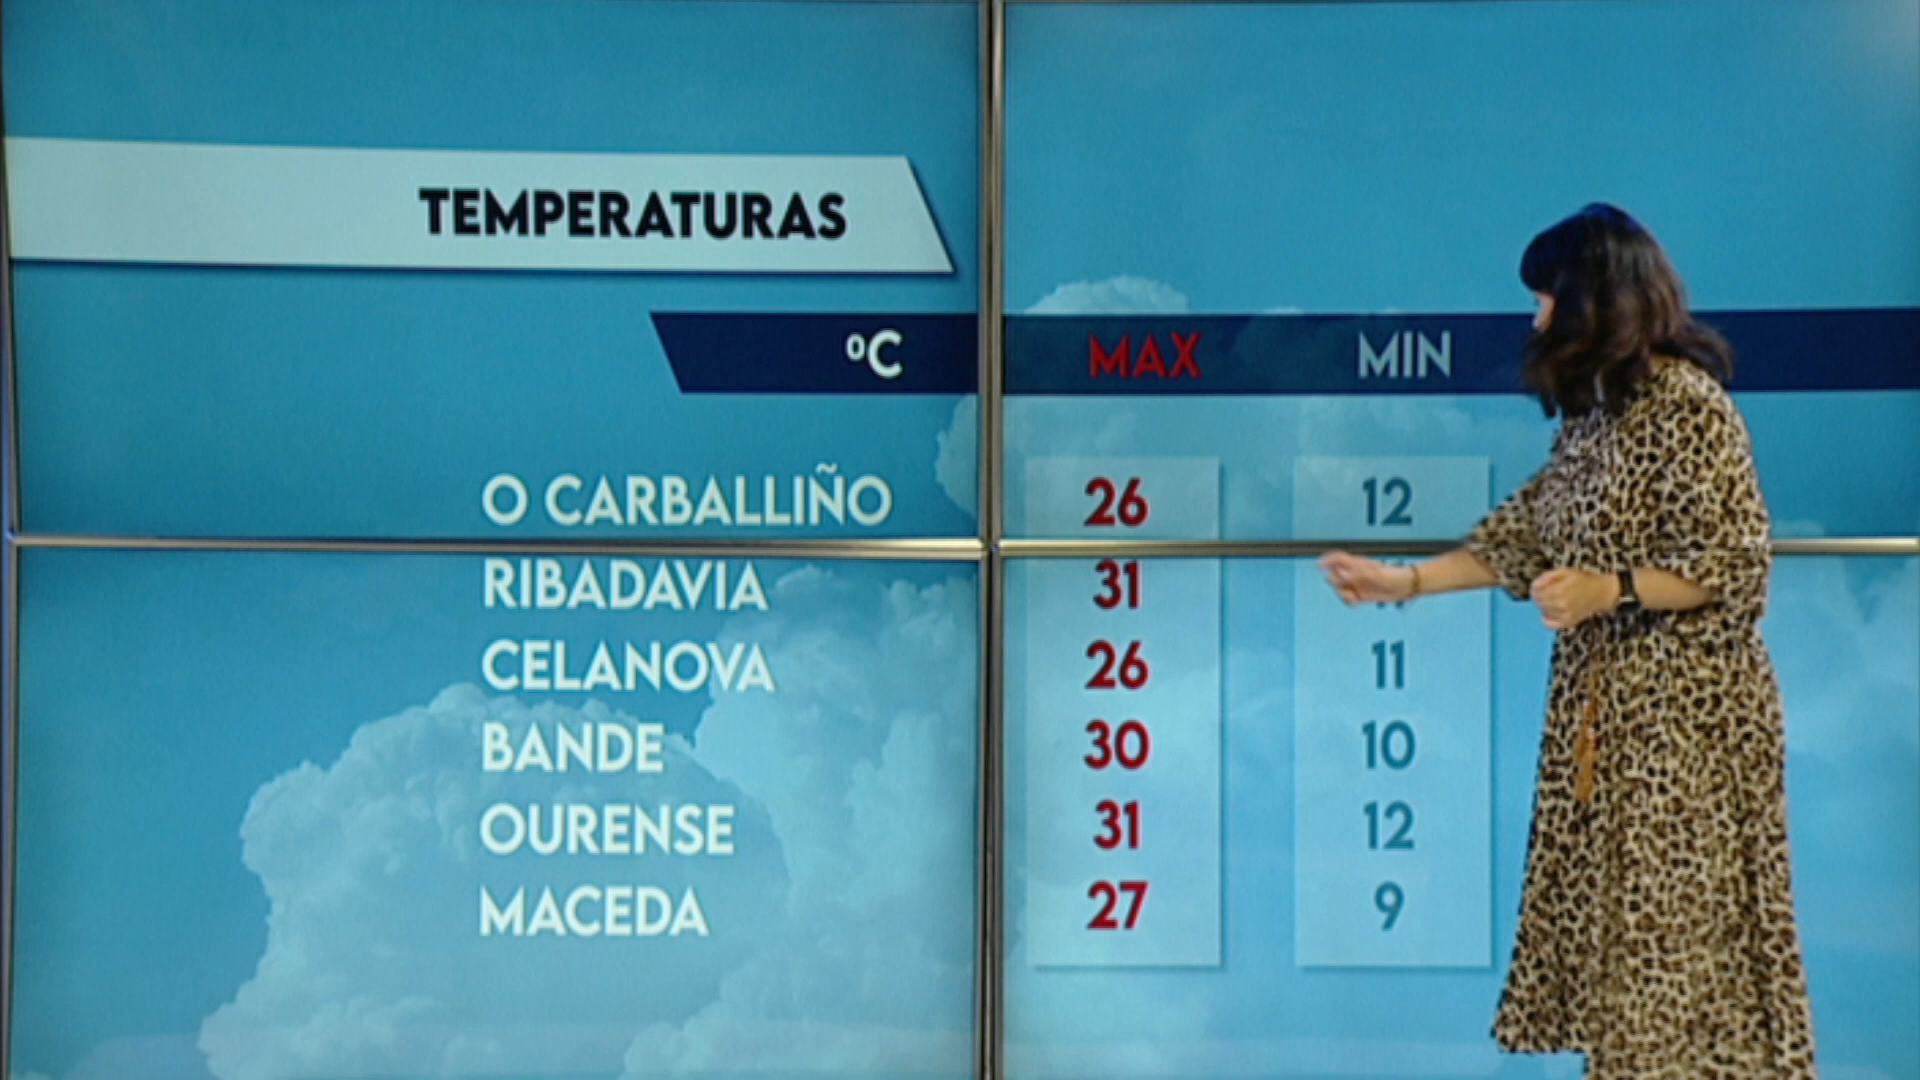 TEMPERATURAS
ºC MAX MIN
O CARBALLIÑO 26 12
RIBADAVIA 31
CELANOVA 26 11
BANDE 30 10
OURENSE 31 12
MACEDA 27 9